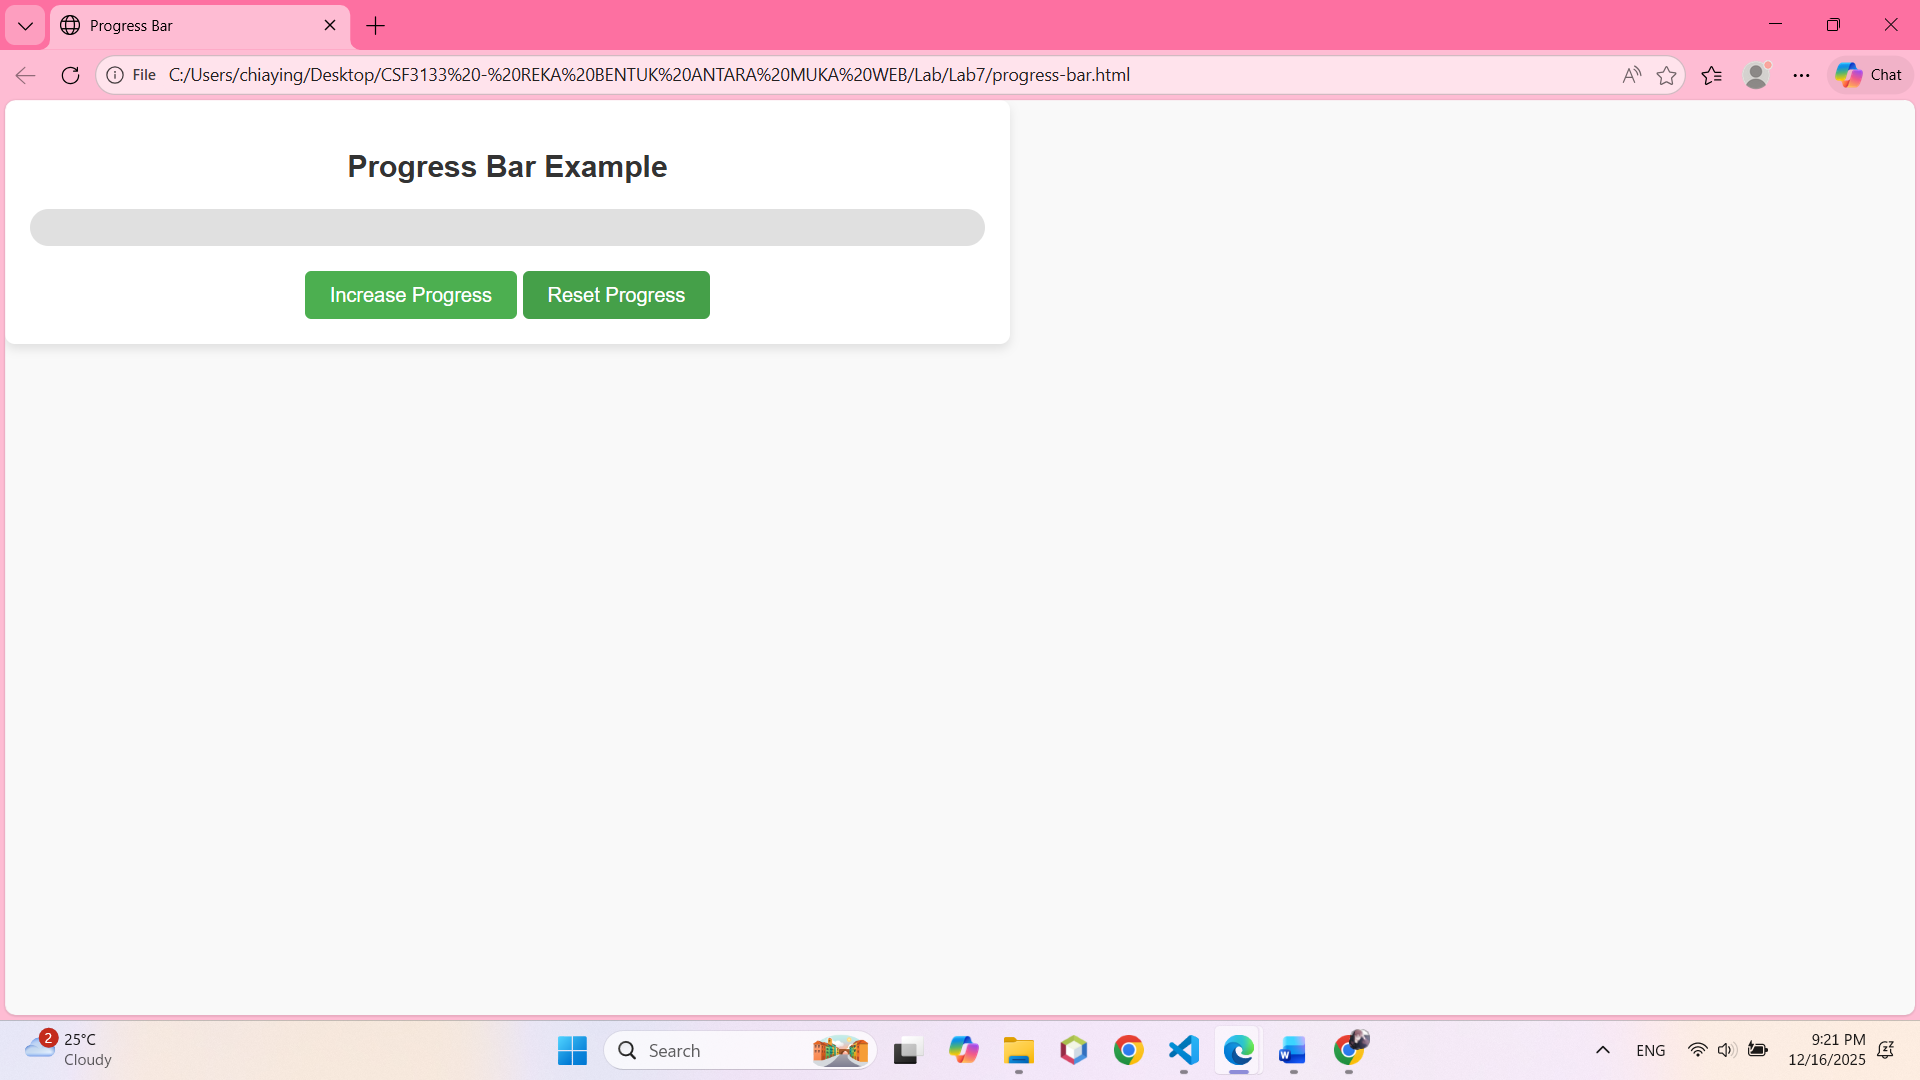 Progress Bar
File C:/Users/chiaying/Desktop/CSF3133%20-%20REKA%20BENTUK%20ANTARA%20MUKA%20WEB/Lab/Lab7/progress-bar.html
Chat
Progress Bar Example
Increase Progress Reset Progress
2
25°C
Cloudy
Search
ENG
9:21 PM
12/16/2025